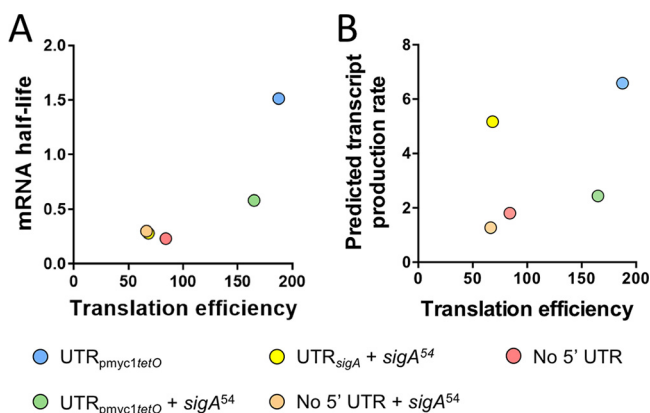 A
mRNA half-life
2.0
1.5
1.0
0.5
0.0
0 50 100 150 200
Translation efficiency
B
Predicted transcript
production rate
8
6
4
2
0
0 50 100 150 200
Translation efficiency
UTRpmyc1tetO
UTRsigA + sigA54
No 5' UTR
UTRpmyc1tetO + sigA54
No 5' UTR + sigA54